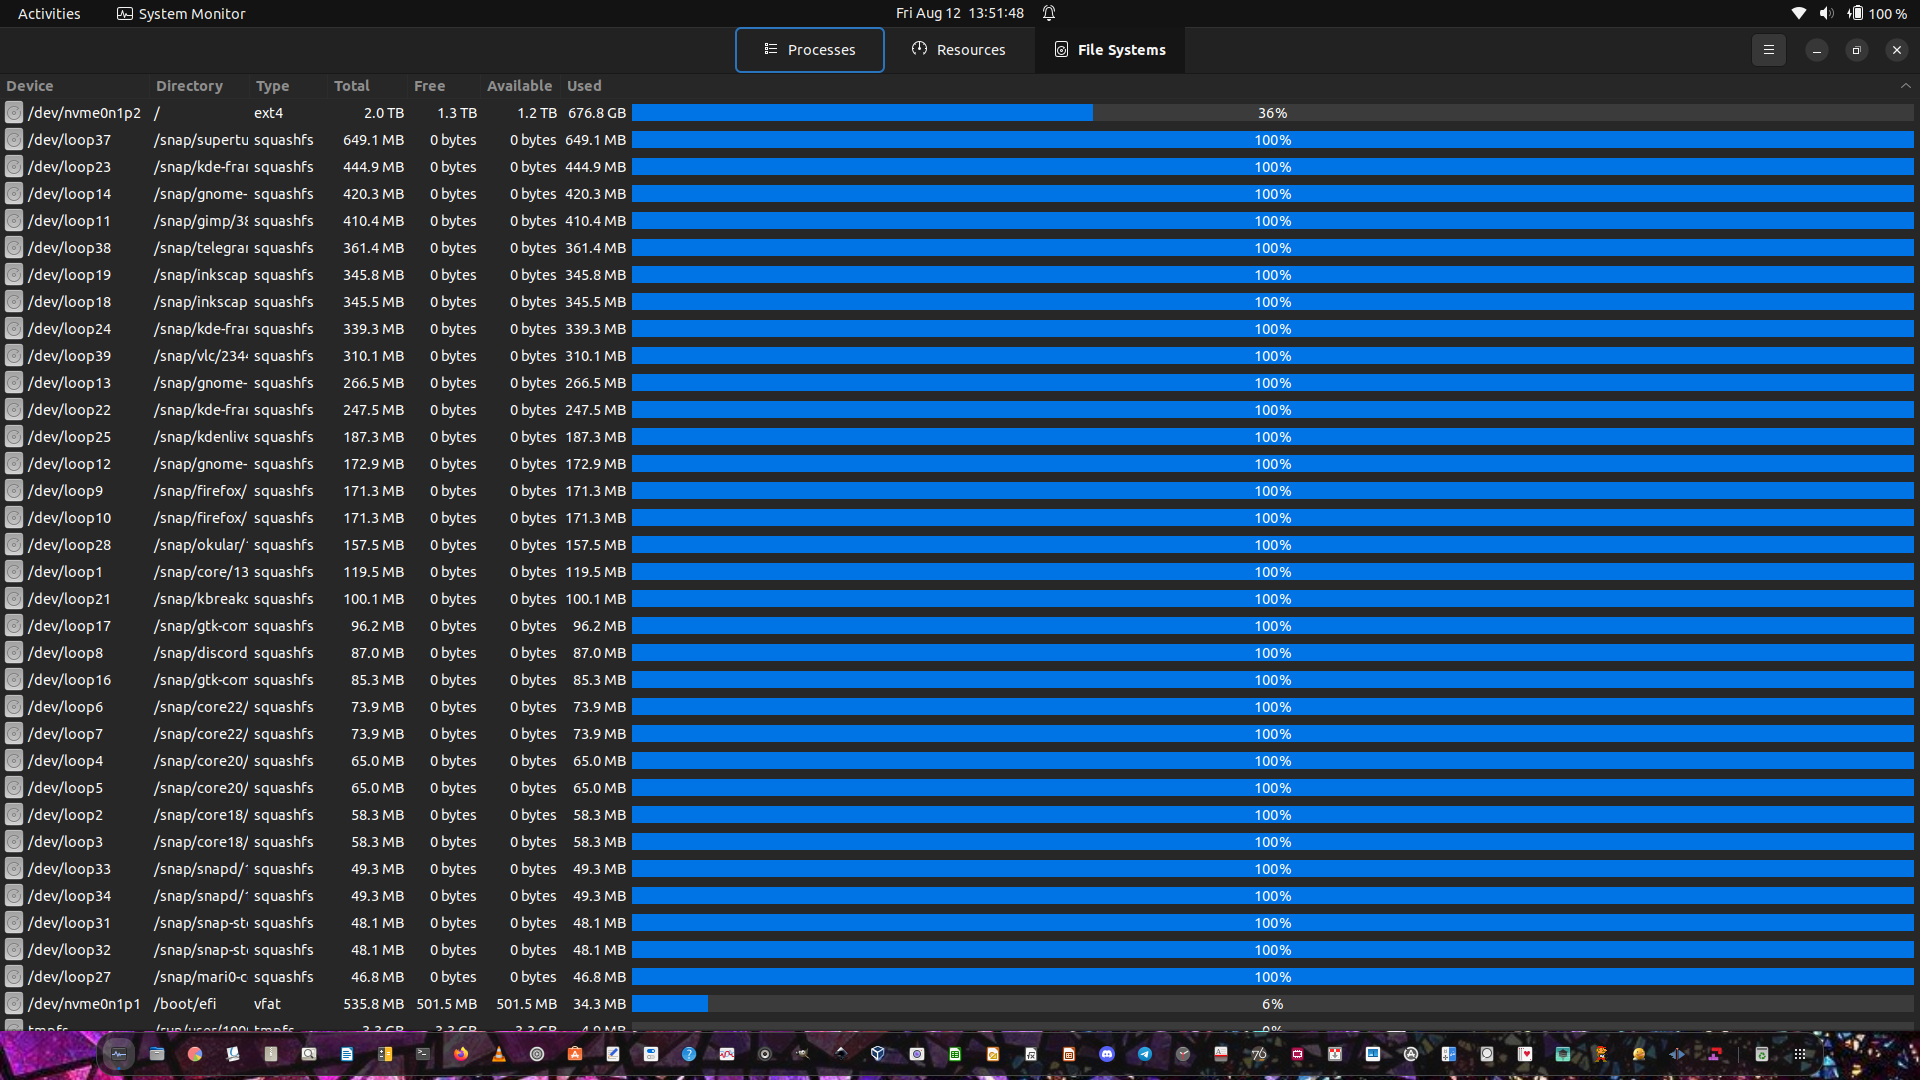 Activities System Monitor Fri Aug 12 13:51:48 100 %
Processes Resources File Systems
Device Directory Type Total Free Available Used
/dev/nvme0n1p2 / ext4 2.0 TB 1.3 TB 1.2 TB 676.8 GB 36%
/dev/loop37 /snap/supertu squashfs 649.1 MB 0 bytes 0 bytes 649.1 MB 100%
/dev/loop23 /snap/kde-frar squashfs 444.9 MB 0 bytes 0 bytes 444.9 MB 100%
/dev/loop14 /snap/gnome- squashfs 420.3 MB 0 bytes 0 bytes 420.3 MB 100%
/dev/loop11 /snap/gimp/38 squashfs 410.4 MB 0 bytes 0 bytes 410.4 MB 100%
/dev/loop38 /snap/telegrar squashfs 361.4 MB 0 bytes 0 bytes 361.4 MB 100%
/dev/loop19 /snap/inkscap squashfs 345.8 MB 0 bytes 0 bytes 345.8 MB 100%
/dev/loop18 /snap/inkscap squashfs 345.5 MB 0 bytes 0 bytes 345.5 MB 100%
/dev/loop24 /snap/kde-frar squashfs 339.3 MB 0 bytes 0 bytes 339.3 MB 100%
/dev/loop39 /snap/vlc/234 squashfs 310.1 MB 0 bytes 0 bytes 310.1 MB 100%
/dev/loop13 /snap/gnome- squashfs 266.5 MB 0 bytes 0 bytes 266.5 MB 100%
/dev/loop22 /snap/kde-frar squashfs 247.5 MB 0 bytes 0 bytes 247.5 MB 100%
/dev/loop25 /snap/kdenlive squashfs 187.3 MB 0 bytes 0 bytes 187.3 MB 100%
/dev/loop12 /snap/gnome- squashfs 172.9 MB 0 bytes 0 bytes 172.9 MB 100%
/dev/loop9 /snap/firefox/ squashfs 171.3 MB 0 bytes 0 bytes 171.3 MB 100%
/dev/loop10 /snap/firefox/ squashfs 171.3 MB 0 bytes 0 bytes 171.3 MB 100%
/dev/loop28 /snap/okular/ squashfs 157.5 MB 0 bytes 0 bytes 157.5 MB 100%
/dev/loop1 /snap/core/13 squashfs 119.5 MB 0 bytes 0 bytes 119.5 MB 100%
/dev/loop21 /snap/kbreako squashfs 100.1 MB 0 bytes 0 bytes 100.1 MB 100%
/dev/loop17 /snap/gtk-com squashfs 96.2 MB 0 bytes 0 bytes 96.2 MB 100%
/dev/loop8 /snap/discord squashfs 87.0 MB 0 bytes 0 bytes 87.0 MB 100%
/dev/loop16 /snap/gtk-com squashfs 85.3 MB 0 bytes 0 bytes 85.3 MB 100%
/dev/loop6 /snap/core22/ squashfs 73.9 MB 0 bytes 0 bytes 73.9 MB 100%
/dev/loop7 /snap/core22/ squashfs 73.9 MB 0 bytes 0 bytes 73.9 MB 100%
/dev/loop4 /snap/core20/ squashfs 65.0 MB 0 bytes 0 bytes 65.0 MB 100%
/dev/loop5 /snap/core20/ squashfs 65.0 MB 0 bytes 0 bytes 65.0 MB 100%
/dev/loop2 /snap/core18/ squashfs 58.3 MB 0 bytes 0 bytes 58.3 MB 100%
/dev/loop3 /snap/core18/ squashfs 58.3 MB 0 bytes 0 bytes 58.3 MB 100%
/dev/loop33 /snap/snapd/ squashfs 49.3 MB 0 bytes 0 bytes 49.3 MB 100%
/dev/loop34 /snap/snapd/ squashfs 49.3 MB 0 bytes 0 bytes 49.3 MB 100%
/dev/loop31 /snap/snap-st squashfs 48.1 MB 0 bytes 0 bytes 48.1 MB 100%
/dev/loop32 /snap/snap-st squashfs 48.1 MB 0 bytes 0 bytes 48.1 MB 100%
/dev/loop27 /snap/mari0-c squashfs 46.8 MB 0 bytes 0 bytes 46.8 MB 100%
/dev/nvme0n1p1 /boot/efi vfat 535.8 MB 501.5 MB 501.5 MB 34.3 MB 6%
tmpfs /run/user/100 tmpfs 3.3 GB 3.3 GB 3.3 GB 4.9 MB 0%